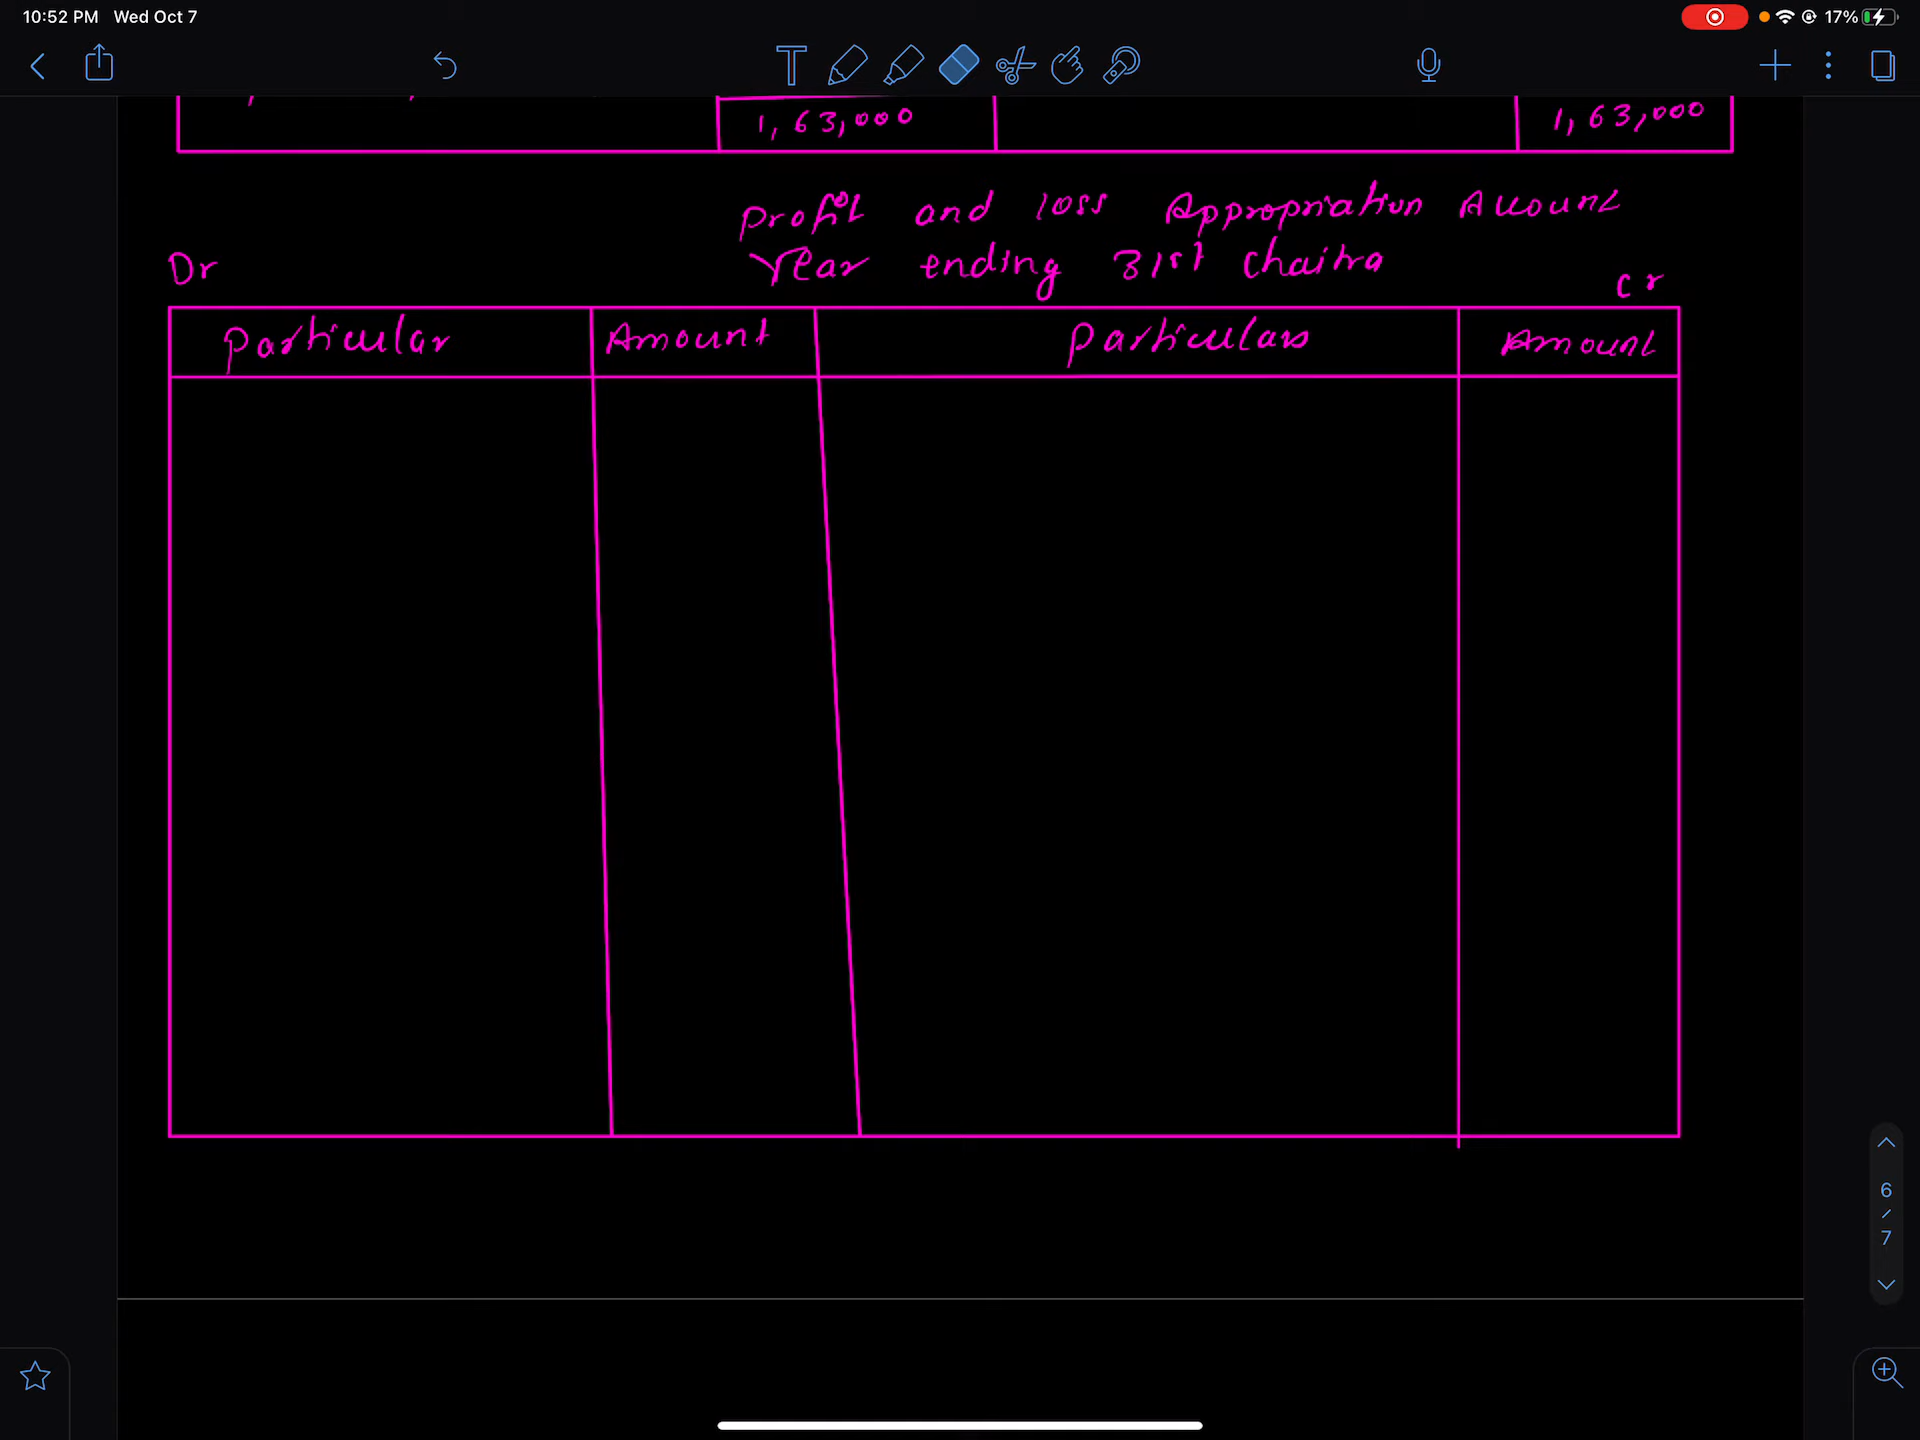 10:52 PM Wed Oct 7
17%
1,63,000 1,63,000
Profit and loss Appropriation Account
Dr Year ending 31st Chaitra
Cr
Particular Amount Particulars Amount
6
/
7